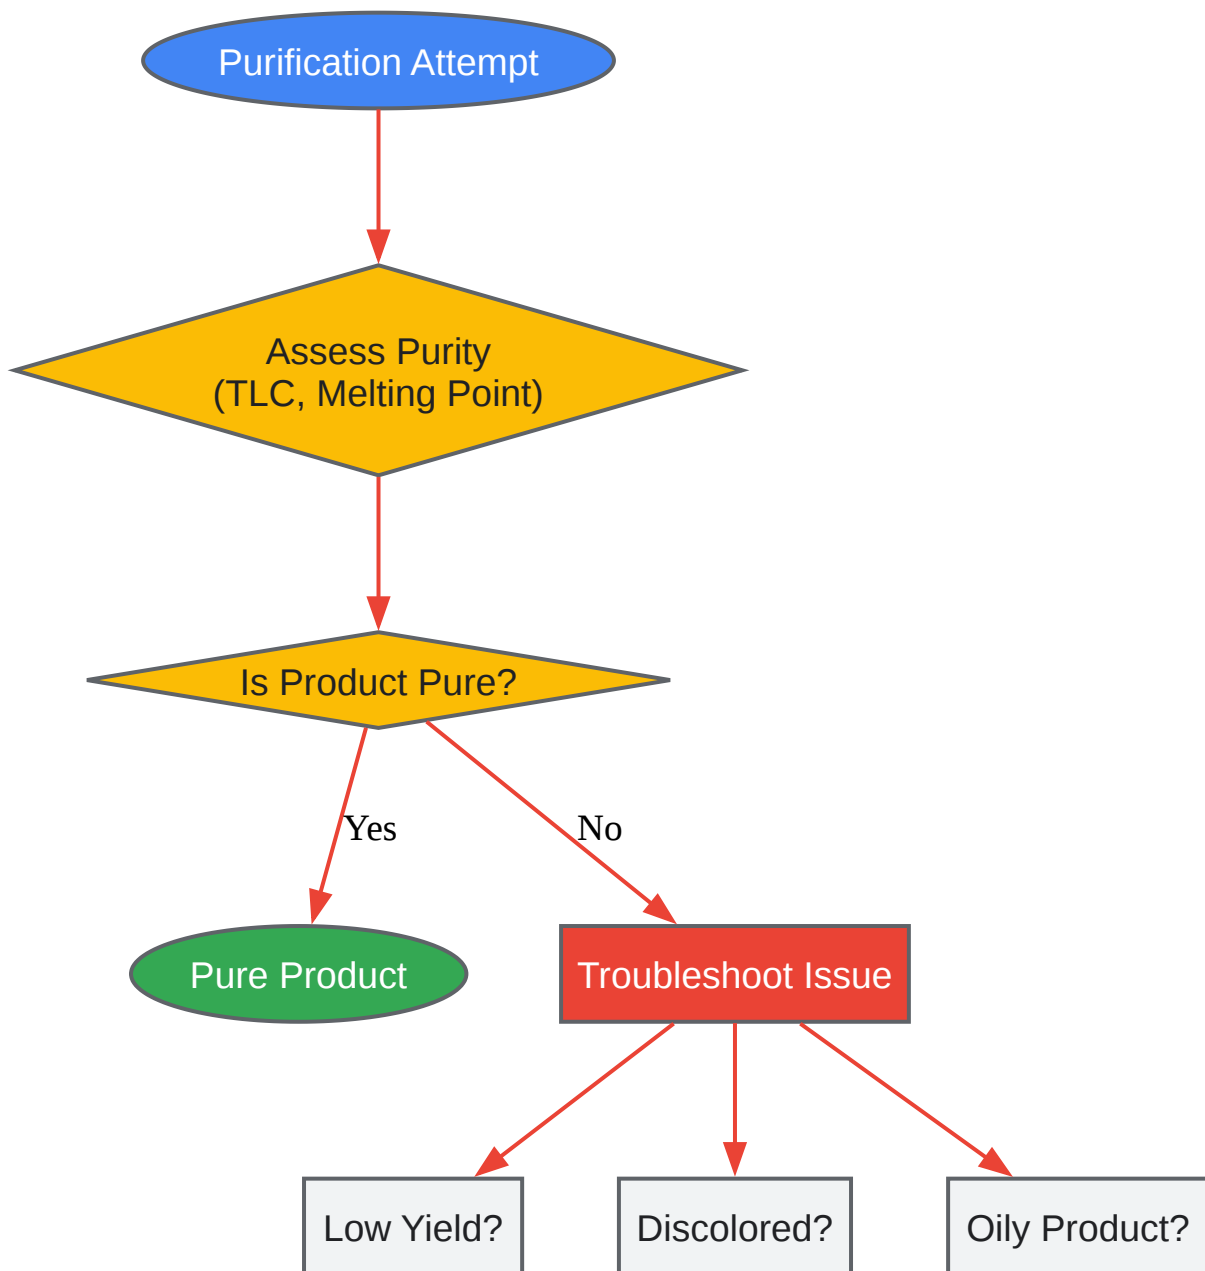 Purification Attempt
Assess Purity
(TLC, Melting Point)
Is Product Pure?
Yes
No
Pure Product
Troubleshoot Issue
Low Yield?
Discolored?
Oily Product?